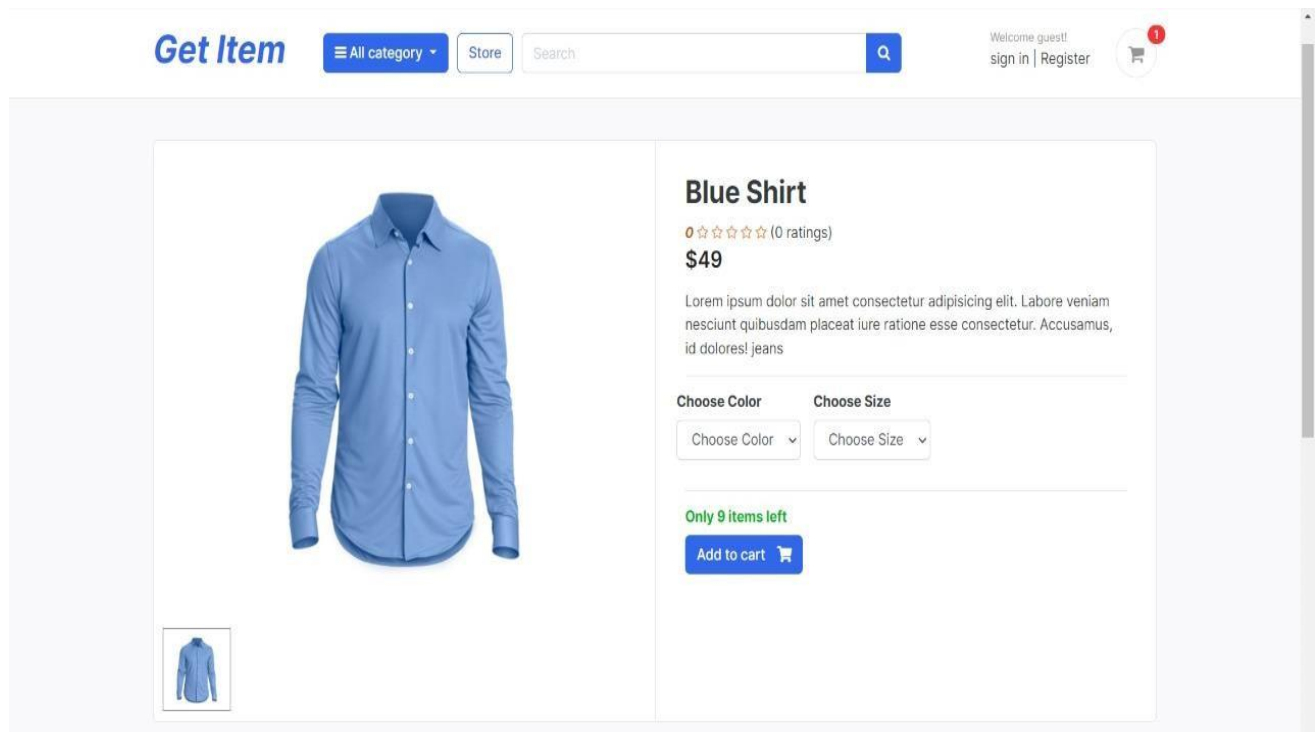 Get Item
All category
Store
Search
Welcome guest!
sign in | Register
1
Blue Shirt
0 (0 ratings)
$49
Lorem ipsum dolor sit amet consectetur adipisicing elit. Labore veniam
nesciunt quibusdam placeat iure ratione esse consectetur. Accusamus,
id dolores! jeans
Choose Color Choose Size
Choose Color Choose Size
Only 9 items left
Add to cart